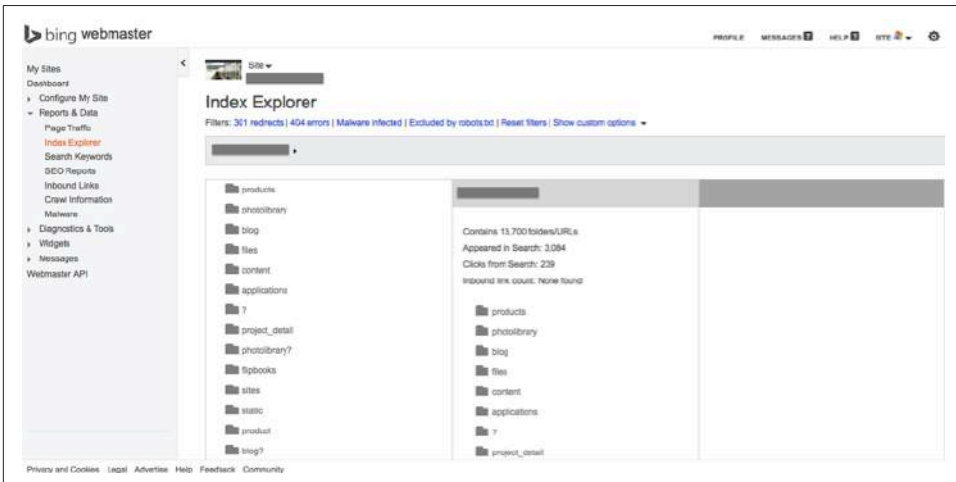 bing webmaster
PROFILE MESSAGES ? HELP ? SITE
My Sites
Dashboard
Configure My Site
Reports & Data
Page Traffic
Index Explorer
Search Keywords
SEO Reports
Inbound Links
Crawl Information
Malware
Diagnostics & Tools
Widgets
Messages
Webmaster API
Site
Index Explorer
Filters: 301 redirects | 404 errors | Malware infected | Excluded by robots.txt | Reset filters | Show custom options
products
photolibrary
blog
files
content
applications
?
project_detail
photolibrary?
flipbooks
sites
static
product
blog?
Contains 13,700 folders/URLs
Appeared in Search: 3,084
Clicks from Search: 239
Inbound link count: None found
products
photolibrary
blog
files
content
applications
?
project_detail
Privacy and Cookies Legal Advertise Help Feedback Community